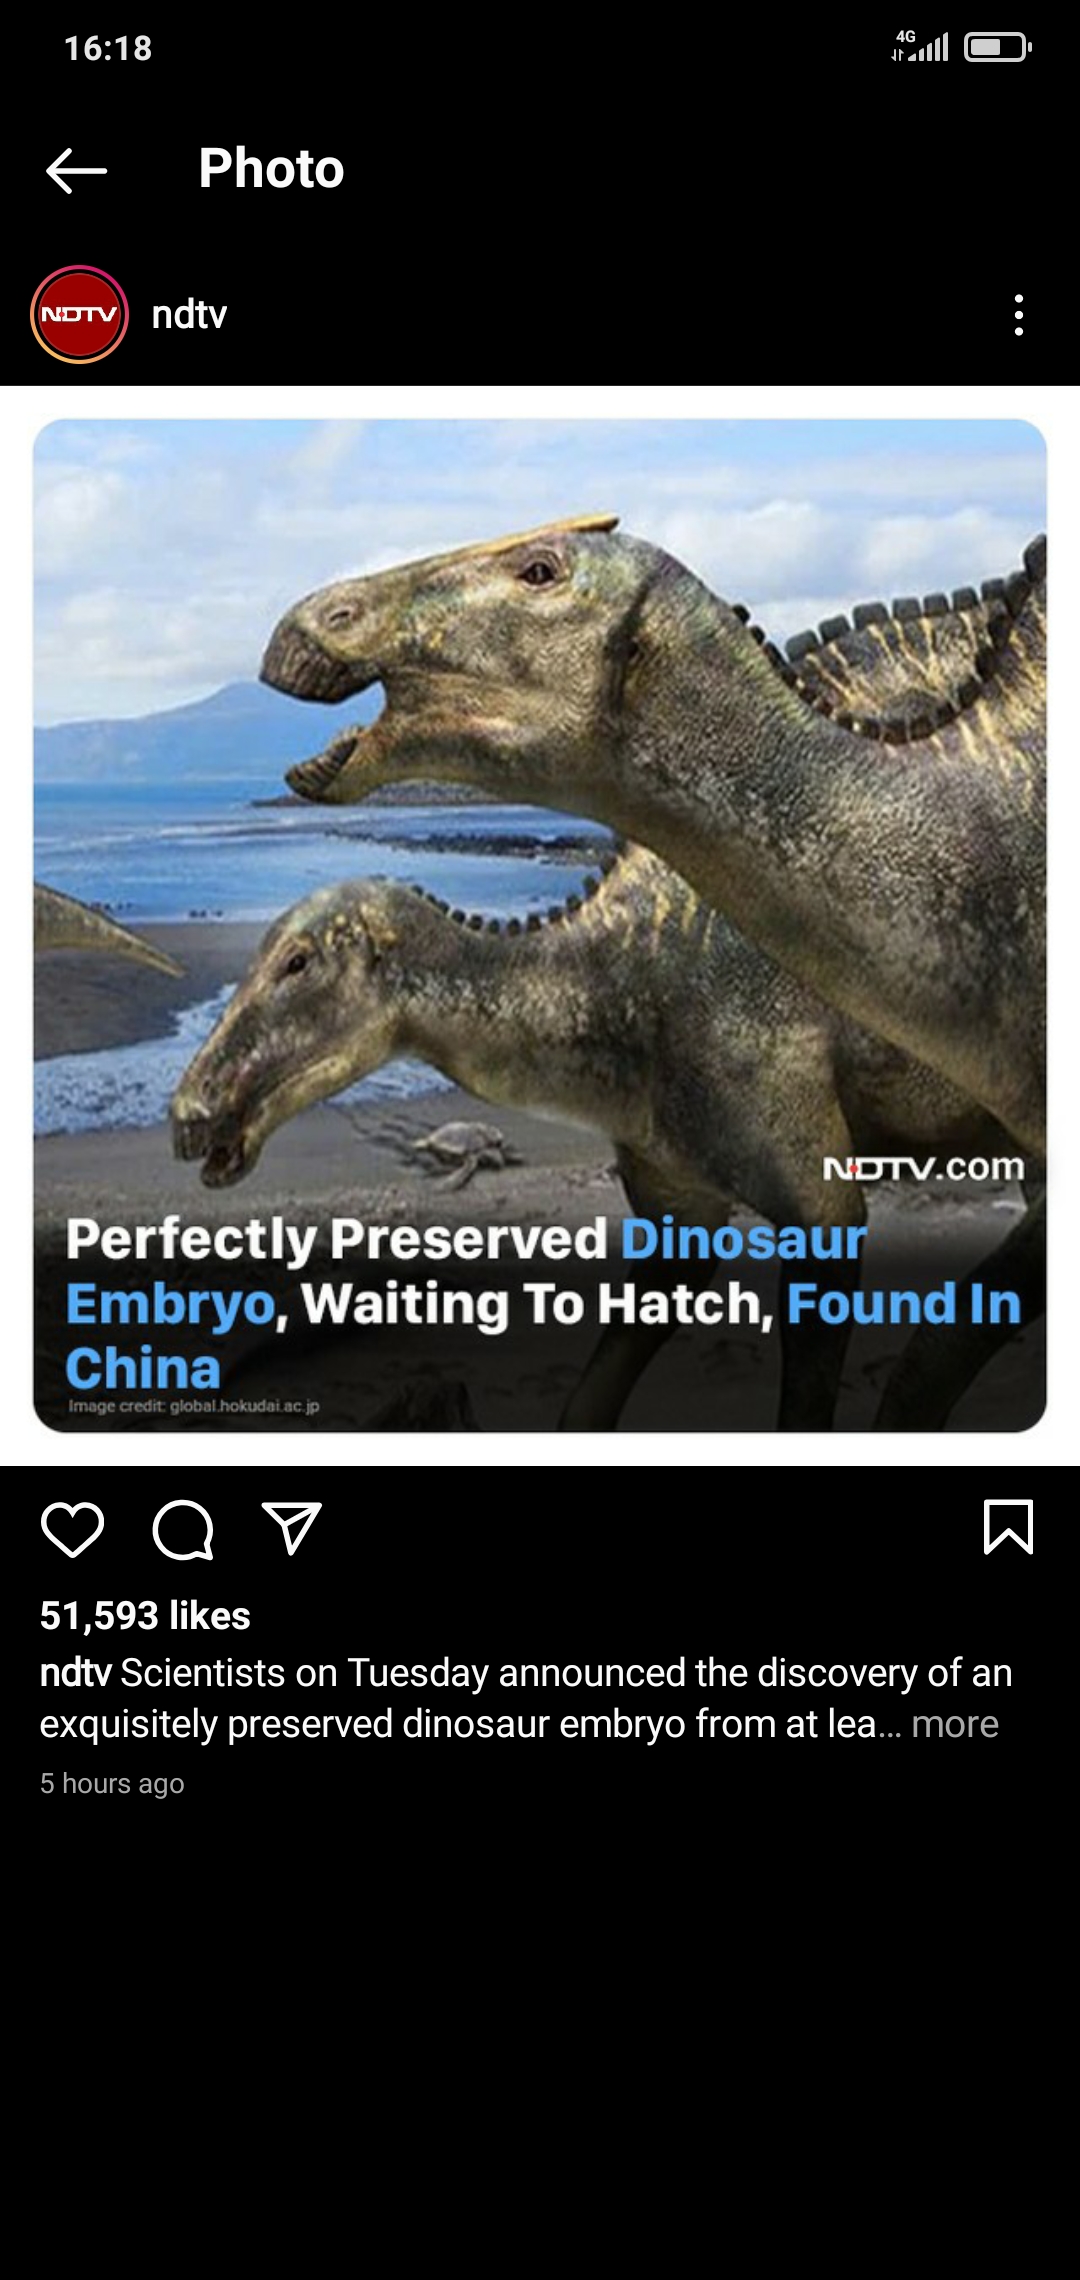 16:18
4G
Photo
NDTV
ndtv
NDTV.com
Perfectly Preserved Dinosaur
Embryo, Waiting To Hatch, Found In
China
Image credit: global.hokudai.ac.jp
51,593 likes
ndtv Scientists on Tuesday announced the discovery of an
exquisitely preserved dinosaur embryo from at lea... more
5 hours ago